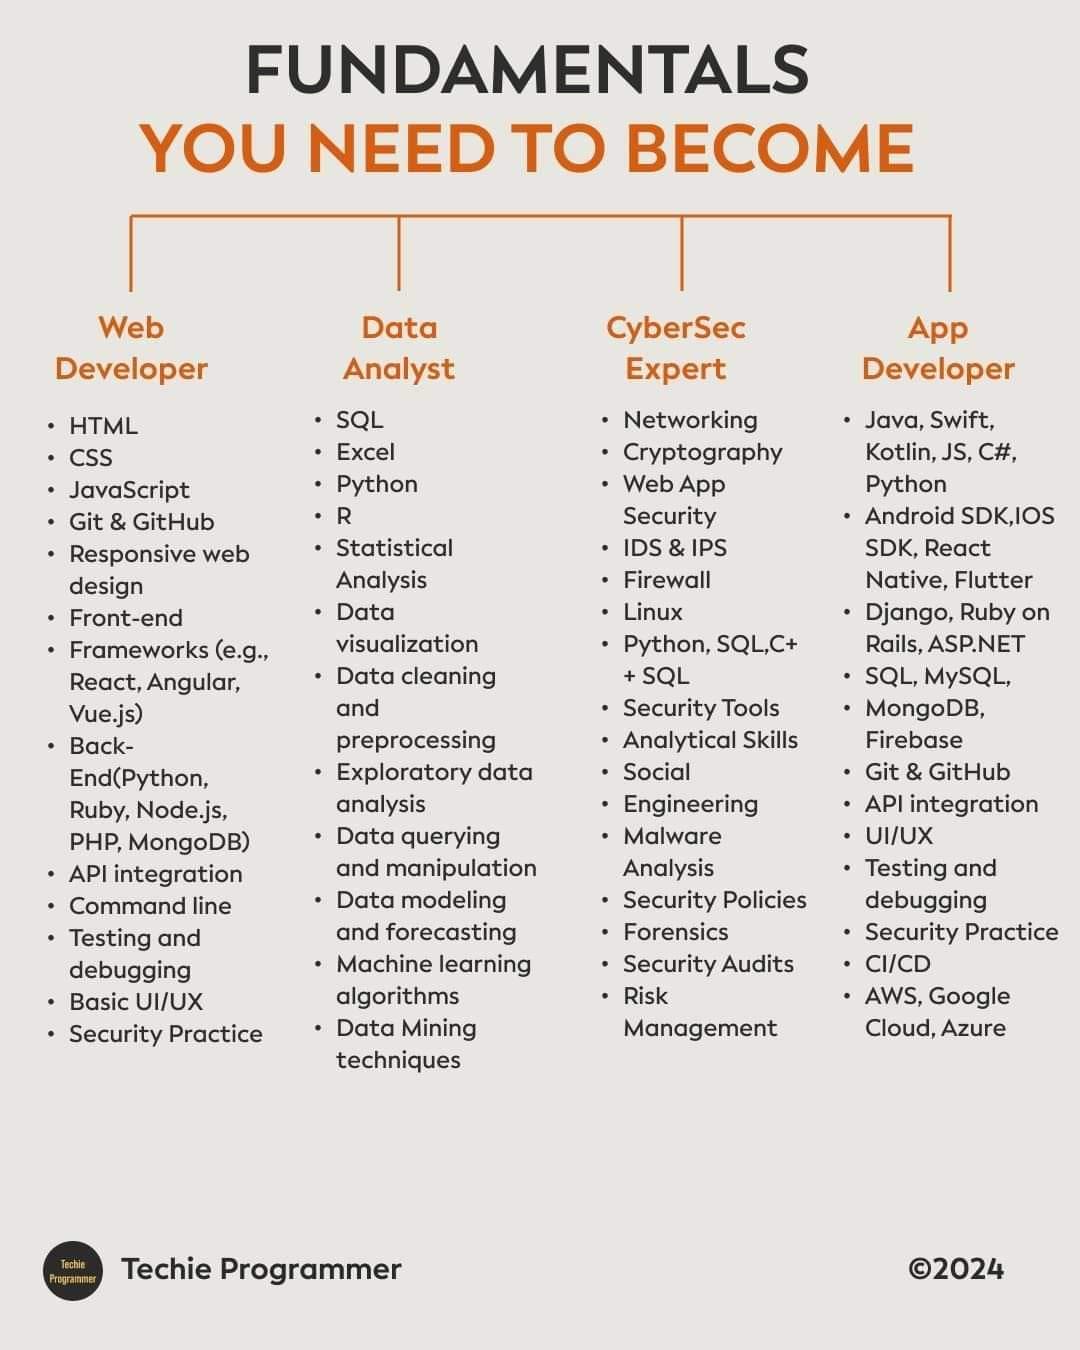 FUNDAMENTALS
YOU NEED TO BECOME
Web
Developer
• HTML
• CSS
• JavaScript
• Git & GitHub
• Responsive web
design
• Front-end
• Frameworks (e.g.,
React, Angular,
Vue.js)
• Back-
End(Python,
Ruby, Node.js,
PHP, MongoDB)
• API integration
• Command line
• Testing and
debugging
• Basic UI/UX
• Security Practice
Data
Analyst
• SQL
• Excel
• Python
• R
• Statistical
Analysis
• Data
visualization
• Data cleaning
and
preprocessing
• Exploratory data
analysis
• Data querying
and manipulation
• Data modeling
and forecasting
• Machine learning
algorithms
• Data Mining
techniques
CyberSec
Expert
• Networking
• Cryptography
• Web App
Security
• IDS & IPS
• Firewall
• Linux
• Python, SQL,C+
+ SQL
• Security Tools
• Analytical Skills
• Social
• Engineering
• Malware
Analysis
• Security Policies
• Forensics
• Security Audits
• Risk
Management
App
Developer
• Java, Swift,
Kotlin, JS, C#,
Python
• Android SDK,IOS
SDK, React
Native, Flutter
• Django, Ruby on
Rails, ASP.NET
• SQL, MySQL,
• MongoDB,
Firebase
• Git & GitHub
• API integration
• UI/UX
• Testing and
debugging
• Security Practice
• CI/CD
• AWS, Google
Cloud, Azure
Techie
Programmer
Techie Programmer
©2024